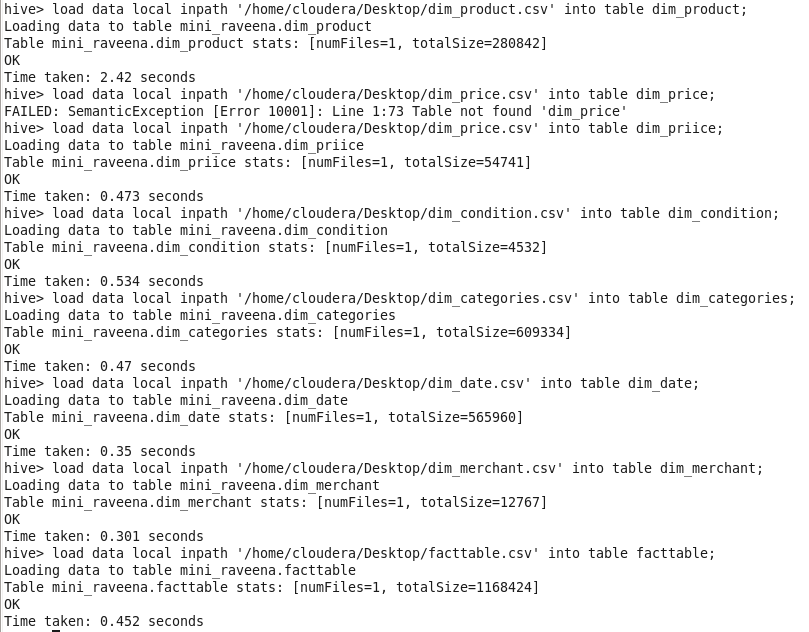 hive> load data local inpath '/home/cloudera/Desktop/dim_product.csv' into table dim_product;
Loading data to table mini_raveena.dim_product
Table mini_raveena.dim_product stats: [numFiles=1, totalSize=280842]
OK
Time taken: 2.42 seconds
hive> load data local inpath '/home/cloudera/Desktop/dim_price.csv' into table dim_price;
FAILED: SemanticException [Error 10001]: Line 1:73 Table not found 'dim_price'
hive> load data local inpath '/home/cloudera/Desktop/dim_price.csv' into table dim_priice;
Loading data to table mini_raveena.dim_priice
Table mini_raveena.dim_priice stats: [numFiles=1, totalSize=54741]
OK
Time taken: 0.473 seconds
hive> load data local inpath '/home/cloudera/Desktop/dim_condition.csv' into table dim_condition;
Loading data to table mini_raveena.dim_condition
Table mini_raveena.dim_condition stats: [numFiles=1, totalSize=4532]
OK
Time taken: 0.534 seconds
hive> load data local inpath '/home/cloudera/Desktop/dim_categories.csv' into table dim_categories;
Loading data to table mini_raveena.dim_categories
Table mini_raveena.dim_categories stats: [numFiles=1, totalSize=609334]
OK
Time taken: 0.47 seconds
hive> load data local inpath '/home/cloudera/Desktop/dim_date.csv' into table dim_date;
Loading data to table mini_raveena.dim_date
Table mini_raveena.dim_date stats: [numFiles=1, totalSize=565960]
OK
Time taken: 0.35 seconds
hive> load data local inpath '/home/cloudera/Desktop/dim_merchant.csv' into table dim_merchant;
Loading data to table mini_raveena.dim_merchant
Table mini_raveena.dim_merchant stats: [numFiles=1, totalSize=12767]
OK
Time taken: 0.301 seconds
hive> load data local inpath '/home/cloudera/Desktop/facttable.csv' into table facttable;
Loading data to table mini_raveena.facttable
Table mini_raveena.facttable stats: [numFiles=1, totalSize=1168424]
OK
Time taken: 0.452 seconds